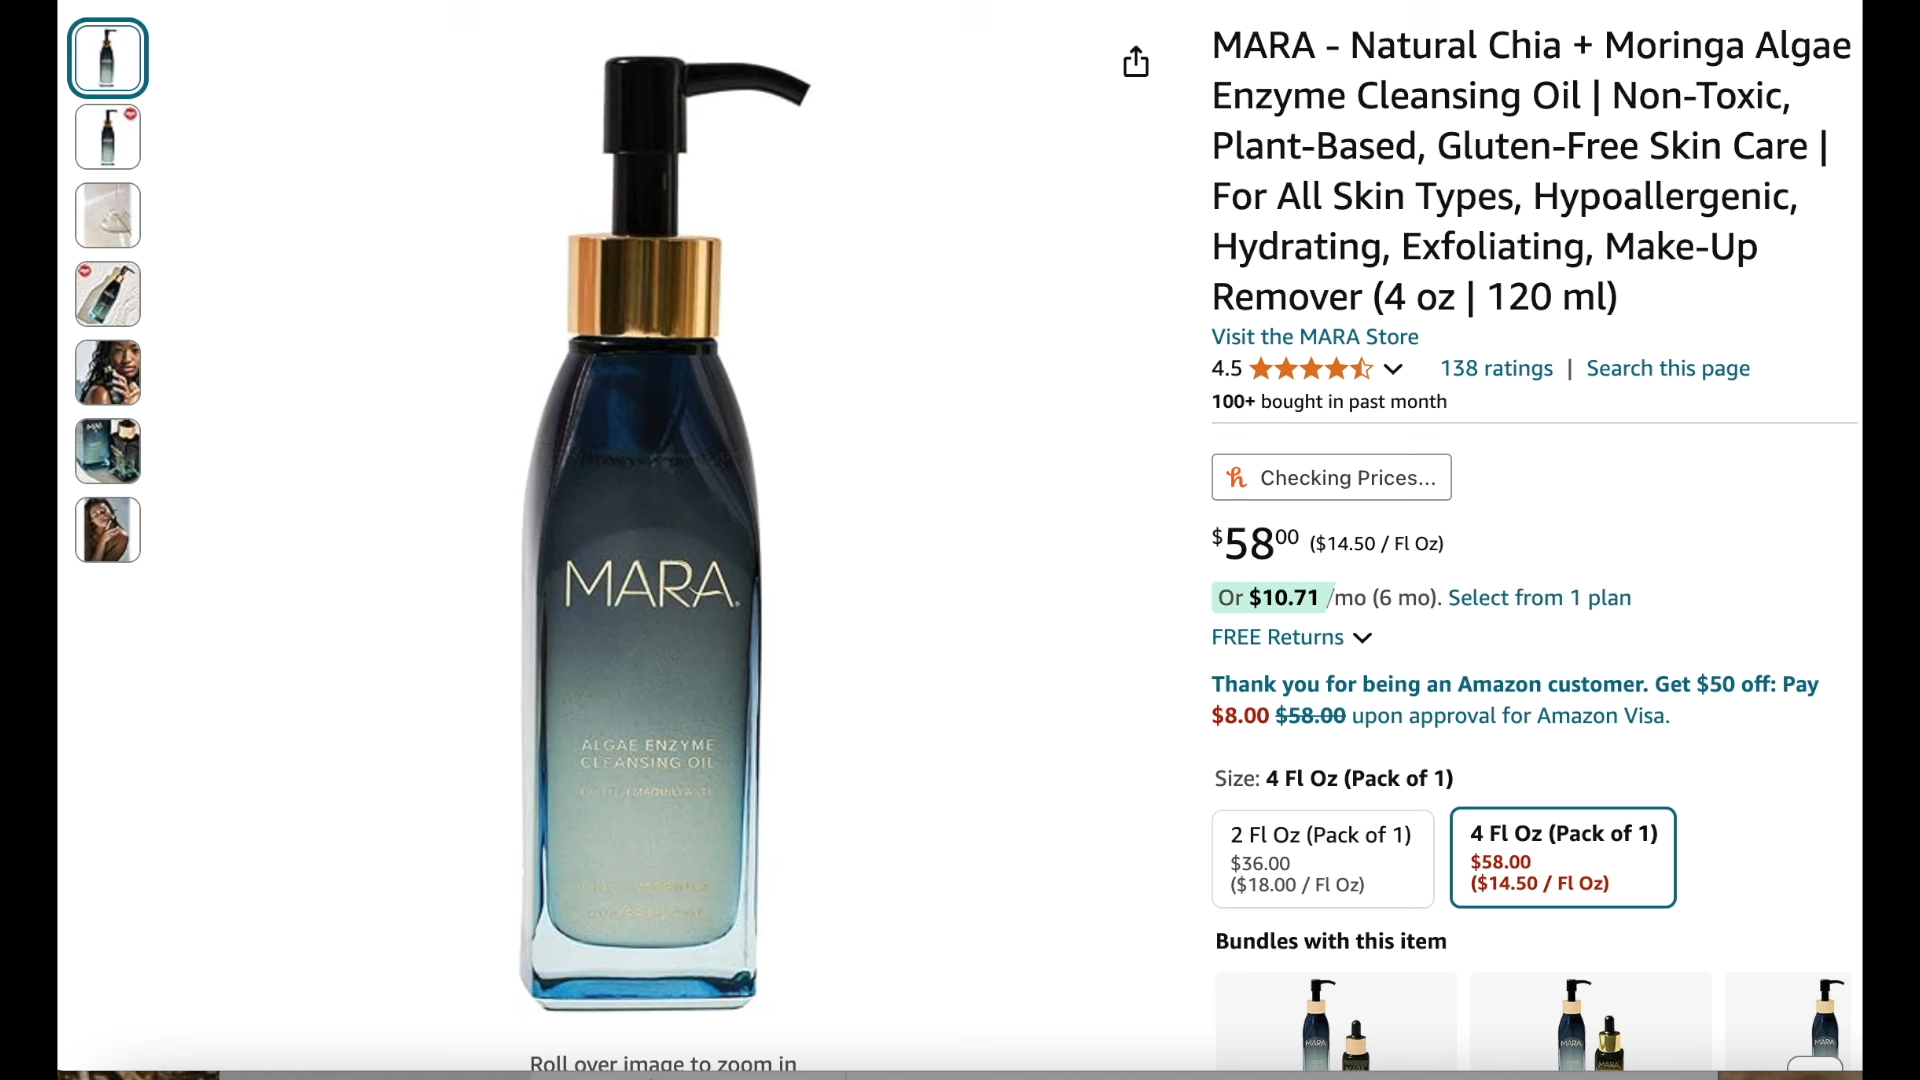 MARA - Natural Chia + Moringa Algae
Enzyme Cleansing Oil | Non-Toxic,
Plant-Based, Gluten-Free Skin Care |
For All Skin Types, Hypoallergenic,
Hydrating, Exfoliating, Make-Up
Remover (4 oz | 120 ml)
Visit the MARA Store
4.5 138 ratings | Search this page
100+ bought in past month
Checking Prices...
$58.00 ($14.50 / Fl Oz)
Or $10.71 /mo (6 mo). Select from 1 plan
FREE Returns
Thank you for being an Amazon customer. Get $50 off: Pay
$8.00 $58.00 upon approval for Amazon Visa.
Size: 4 Fl Oz (Pack of 1)
2 Fl Oz (Pack of 1)
$36.00
($18.00 / Fl Oz)
4 Fl Oz (Pack of 1)
$58.00
($14.50 / Fl Oz)
Bundles with this item
MARA
ALGAE ENZYME
CLEANSING OIL
Roll over image to zoom in
MARA
MARA
MARA
MARA